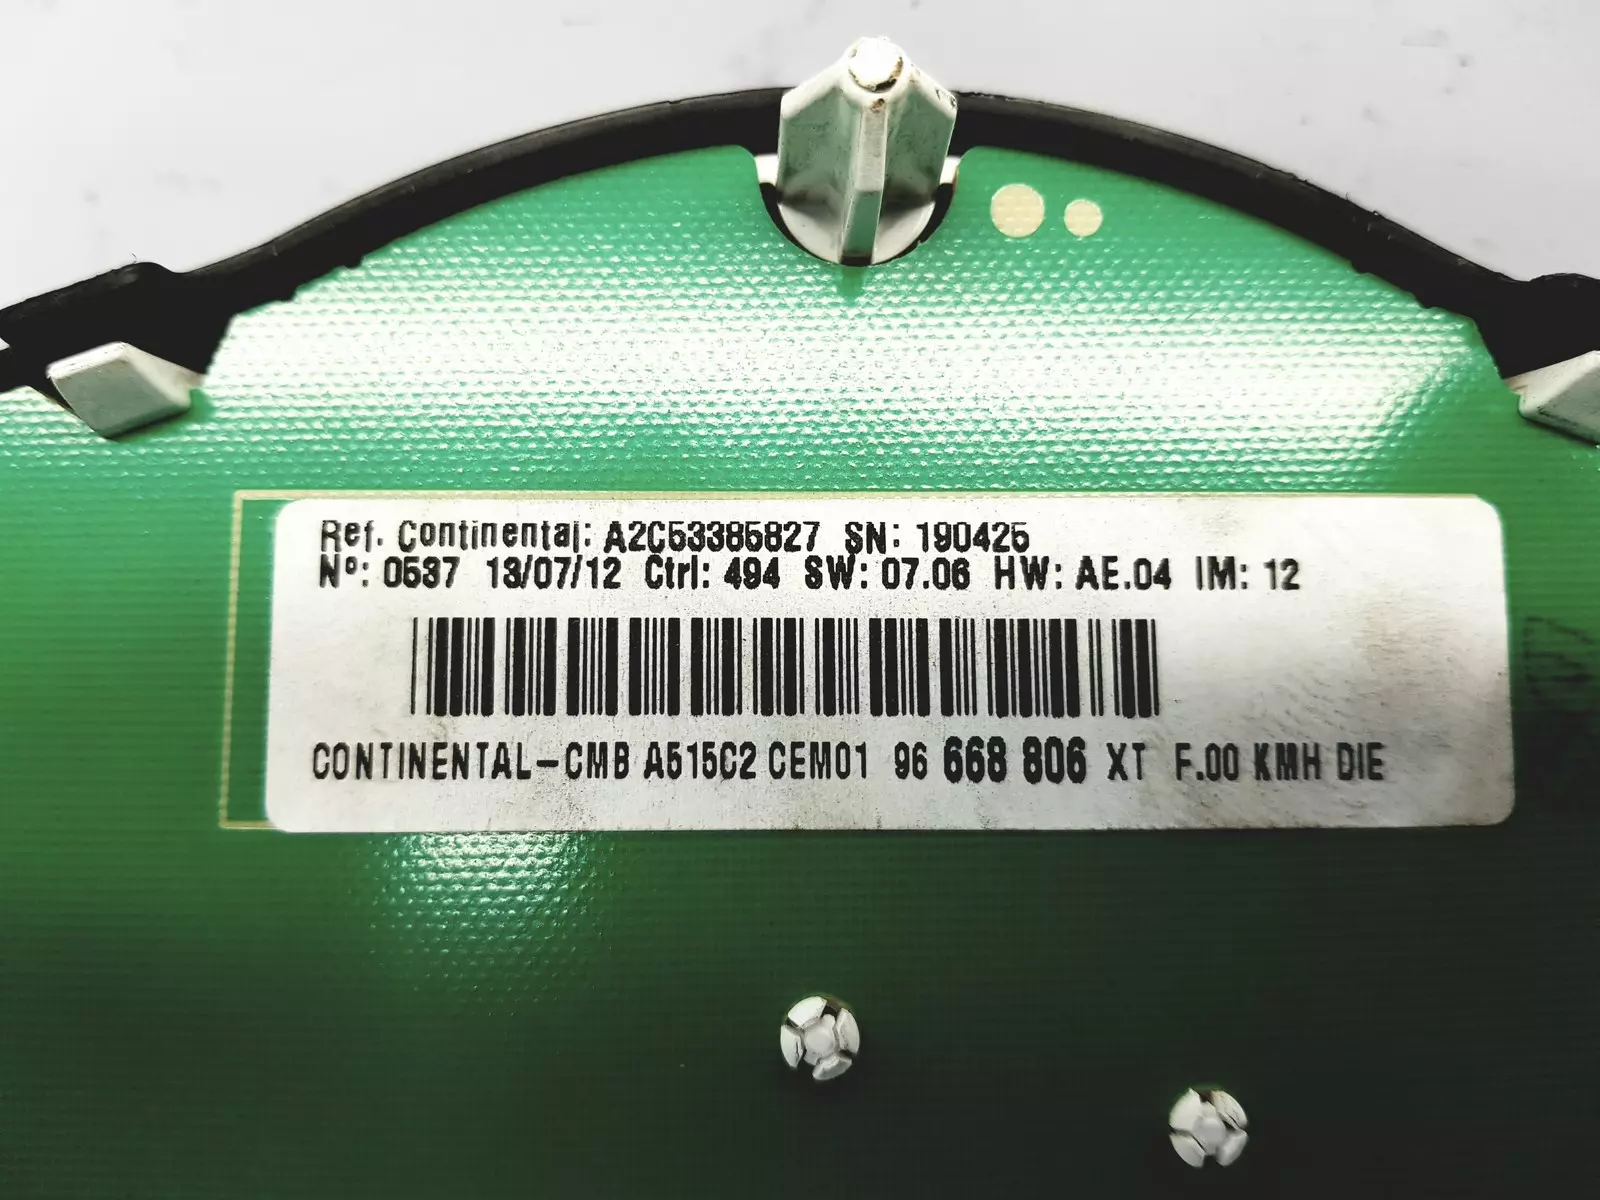 Ref. Continental: A2C53385827 SN: 190425
Nº: 0537 13/07/12 Ctrl: 494 SW: 07.06 HW: AE.04 IM: 12
CONTINENTAL-CMB A515C2 CEM01 96 668 806 XT F.00 KMH DIE